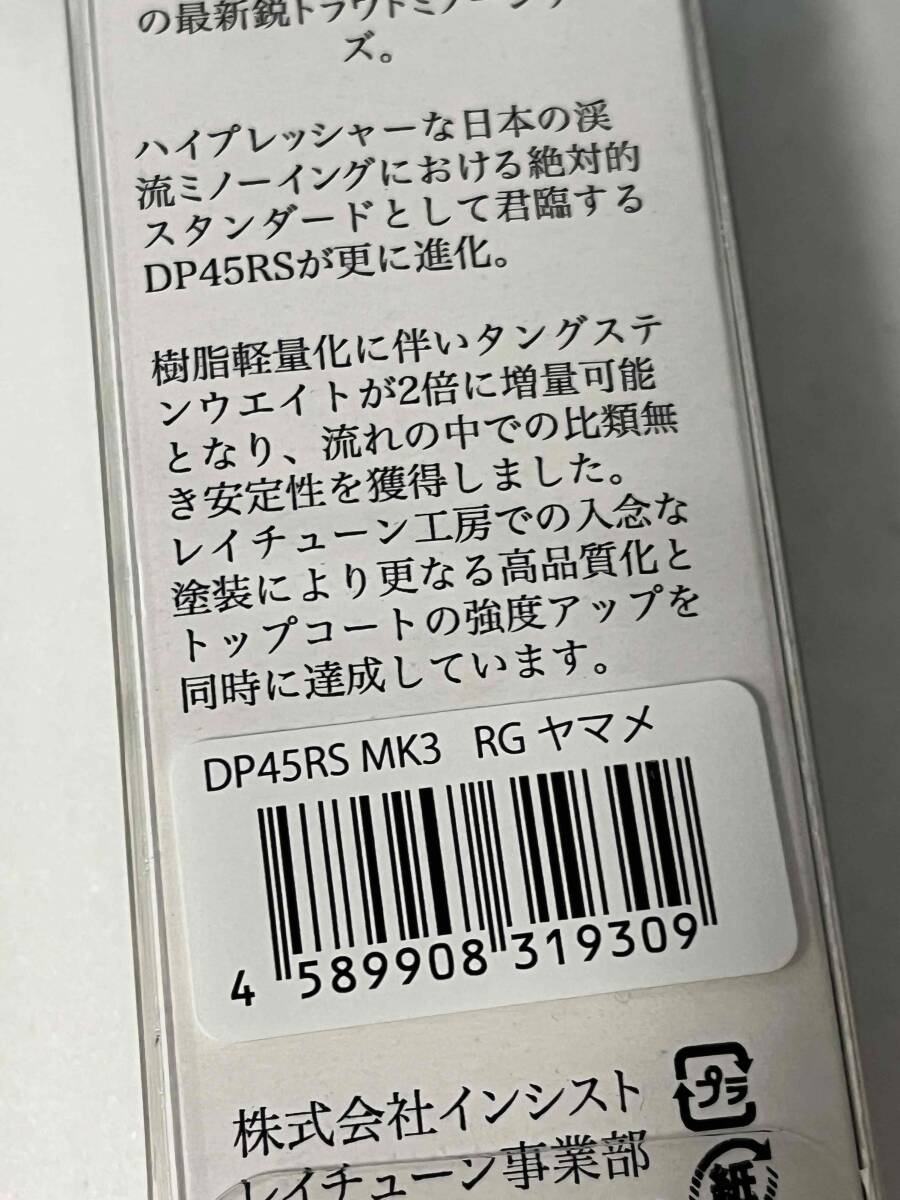 の最新鋭トラウトミノーシリー
ズ。
ハイプレッシャーな日本の渓
流ミノーイングにおける絶対的
スタンダードとして君臨する
DP45RSが更に進化。
樹脂軽量化に伴いタングステ
ンウエイトが2倍に増量可能
となり、流れの中での比類無
き安定性を獲得しました。
レイチューン工房での入念な
塗装により更なる高品質化と
トップコートの強度アップを
同時に達成しています。
DP45RS MK3 RG ヤマメ
4 589908 319309
株式会社インシスト
プラ
レイチューン事業部
紙